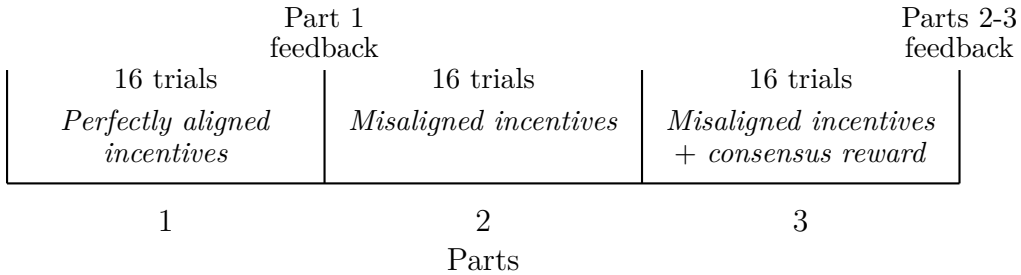 Part 1
feedback
Parts 2-3
feedback
16 trials
16 trials
16 trials
Perfectly aligned
incentives
Misaligned incentives
Misaligned incentives
+ consensus reward
1
2
3
Parts